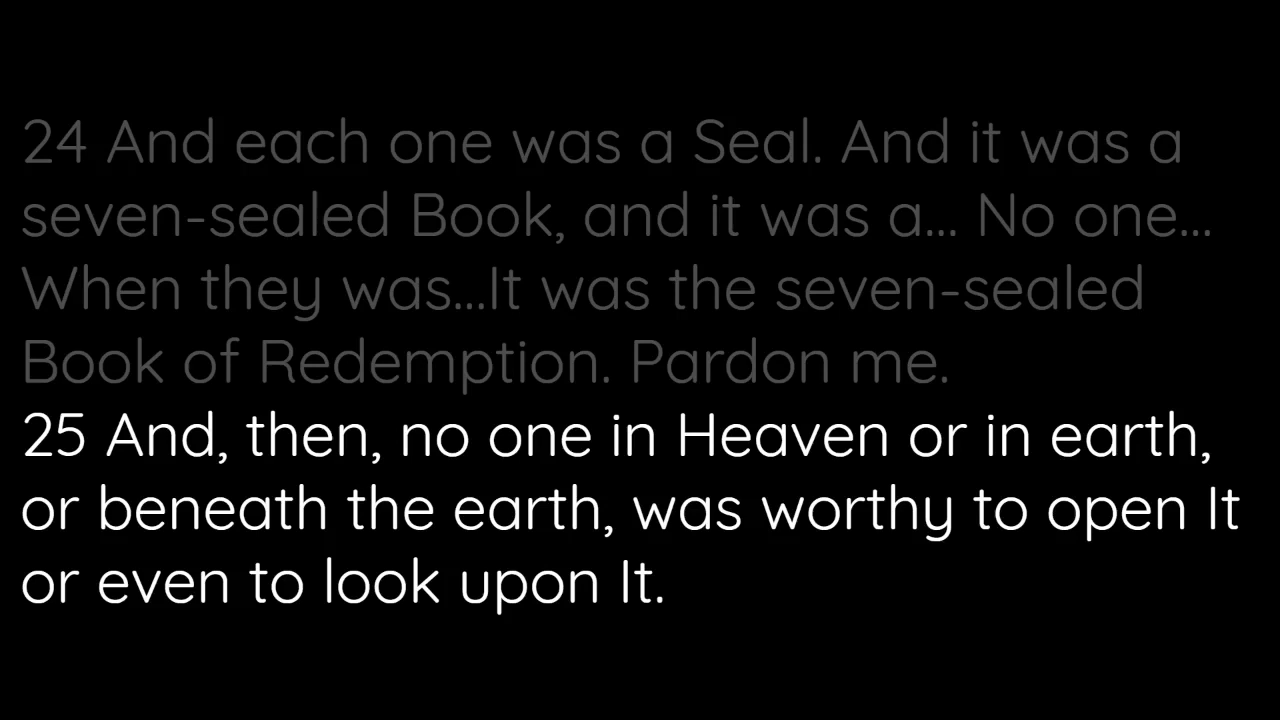 24 And each one was a Seal. And it was a
seven-sealed Book, and it was a... No one...
When they was...It was the seven-sealed
Book of Redemption. Pardon me.
25 And, then, no one in Heaven or in earth,
or beneath the earth, was worthy to open It
or even to look upon It.